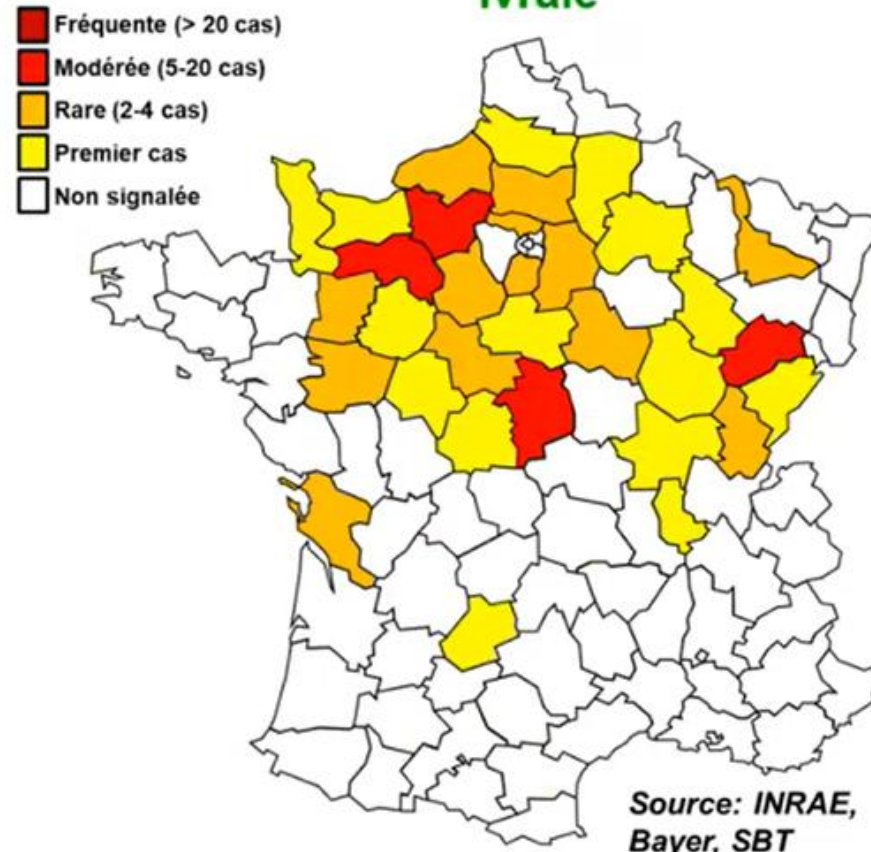 Ivraie
Fréquente (> 20 cas)
Modérée (5-20 cas)
Rare (2-4 cas)
Premier cas
Non signalée
Source: INRAE,
Bayer, SBT